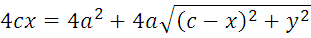 4cx = 4a² + 4a√((c − x)² + y²)